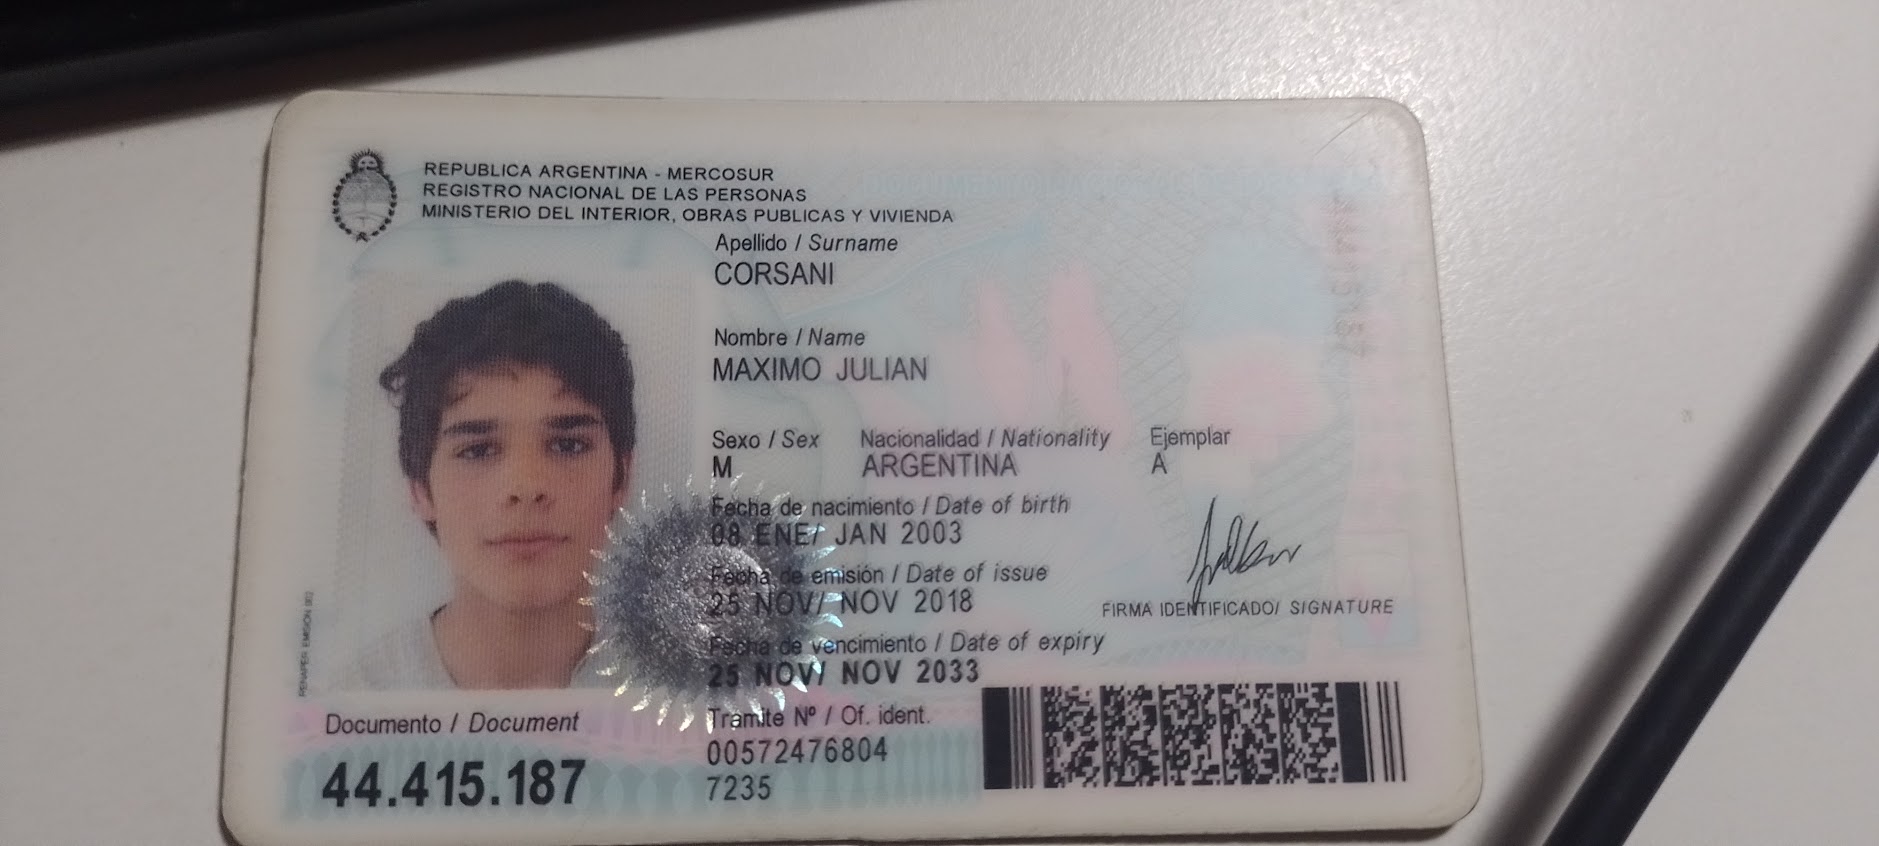 REPUBLICA ARGENTINA - MERCOSUR
REGISTRO NACIONAL DE LAS PERSONAS
MINISTERIO DEL INTERIOR, OBRAS PUBLICAS Y VIVIENDA
Apellido / Surname
CORSANI
Nombre / Name
MAXIMO JULIAN
Sexo / Sex Nacionalidad / Nationality Ejemplar
M ARGENTINA A
Fecha de nacimiento / Date of birth
08 ENE/ JAN 2003
Fecha de emisión / Date of issue
25 NOV/ NOV 2018
FIRMA IDENTIFICADO/ SIGNATURE
Fecha de vencimiento / Date of expiry
25 NOV/ NOV 2033
Documento / Document
44.415.187
Tramite Nº / Of. ident.
00572476804
7235